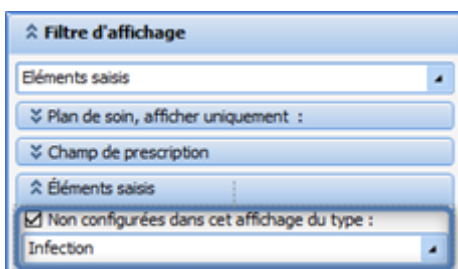 Filtre d'affichage
Eléments saisis
Plan de soin, afficher uniquement :
Champ de prescription
Éléments saisis
Non configurées dans cet affichage du type :
Infection